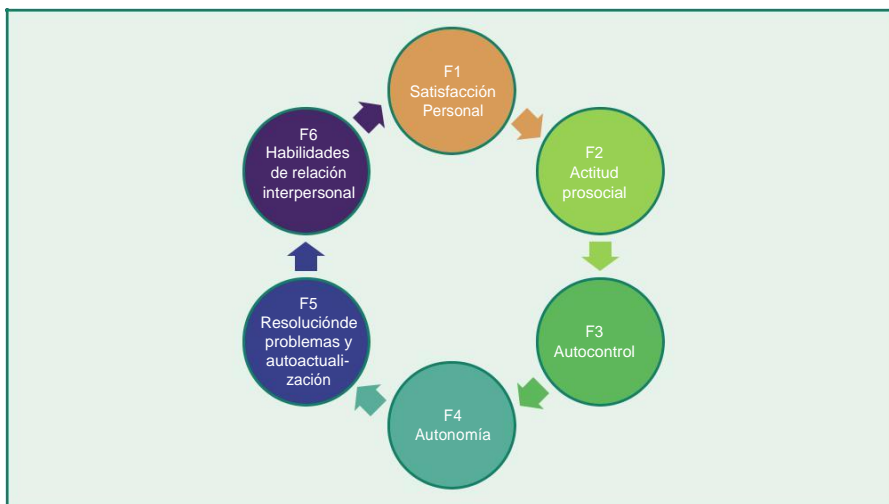 F1
Satisfacción
Personal
F2
Actitud
prosocial
F3
Autocontrol
F4
Autonomía
F5
Resoluciónde
problemas y
autoactuali-
zación
F6
Habilidades
de relación
interpersonal